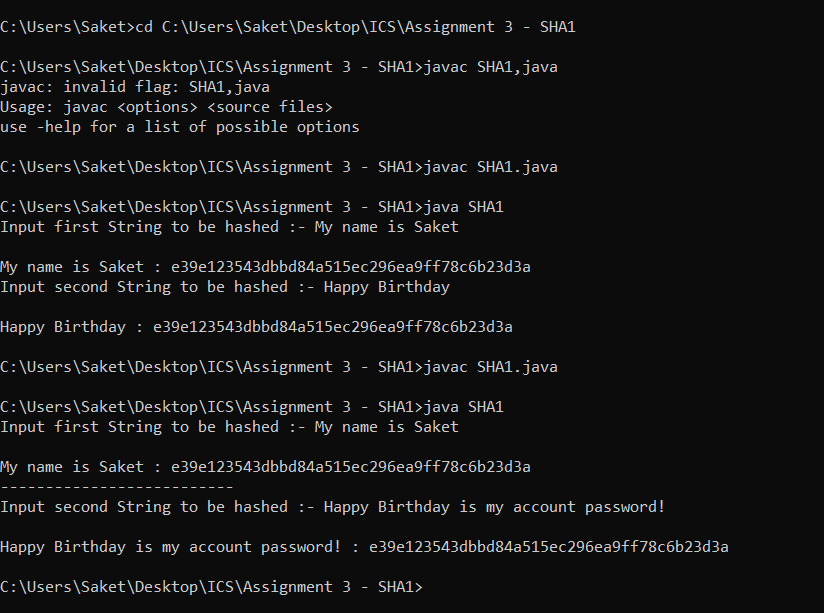 C:\Users\Saket>cd C:\Users\Saket\Desktop\ICS\Assignment 3 - SHA1
C:\Users\Saket\Desktop\ICS\Assignment 3 - SHA1>javac SHA1,java
javac: invalid flag: SHA1,java
Usage: javac <options> <source files>
use -help for a list of possible options
C:\Users\Saket\Desktop\ICS\Assignment 3 - SHA1>javac SHA1.java
C:\Users\Saket\Desktop\ICS\Assignment 3 - SHA1>java SHA1
Input first String to be hashed :- My name is Saket
My name is Saket : e39e123543dbbd84a515ec296ea9ff78c6b23d3a
Input second String to be hashed :- Happy Birthday
Happy Birthday : e39e123543dbbd84a515ec296ea9ff78c6b23d3a
C:\Users\Saket\Desktop\ICS\Assignment 3 - SHA1>javac SHA1.java
C:\Users\Saket\Desktop\ICS\Assignment 3 - SHA1>java SHA1
Input first String to be hashed :- My name is Saket
My name is Saket : e39e123543dbbd84a515ec296ea9ff78c6b23d3a
--------------------------
Input second String to be hashed :- Happy Birthday is my account password!
Happy Birthday is my account password! : e39e123543dbbd84a515ec296ea9ff78c6b23d3a
C:\Users\Saket\Desktop\ICS\Assignment 3 - SHA1>